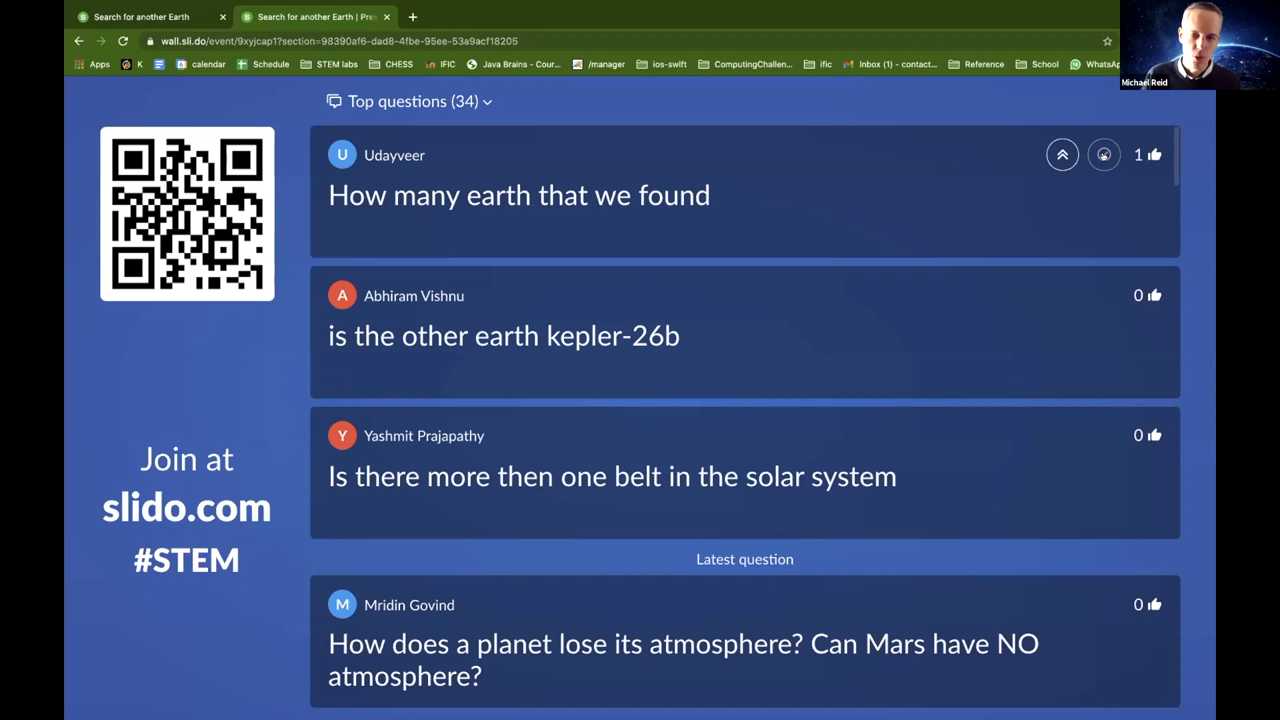 Search for another Earth
Search for another Earth | Pres
wall.sli.do/event/9xyjcap1?section=98390af6-dad8-4fbe-95ee-53a9acf18205
Apps K calendar Schedule STEM labs CHESS IFIC Java Brains - Cour... /manager ios-swift ComputingChallen... ific Inbox (1) - contact... Reference School WhatsAp
Michael Reid
Top questions (34)
U Udayveer 1
How many earth that we found
A Abhiram Vishnu 0
is the other earth kepler-26b
Y Yashmit Prajapathy 0
Is there more then one belt in the solar system
Join at
slido.com
#STEM
Latest question
M Mridin Govind 0
How does a planet lose its atmosphere? Can Mars have NO
atmosphere?